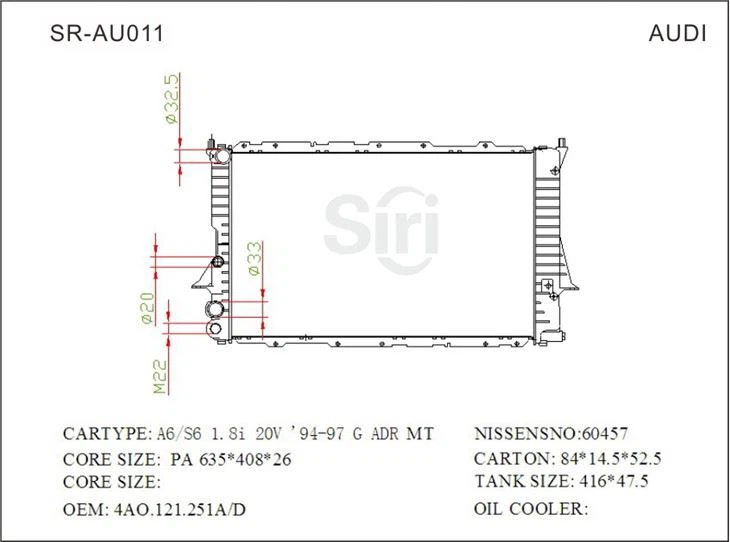 SR-AU011
AUDI
ø32.5
Siri
ø33
ø20
M22
CARTYPE: A6/S6 1.8i 20V '94-97 G ADR MT
NISSENSNO:60457
CORE SIZE: PA 635*408*26
CARTON: 84*14.5*52.5
CORE SIZE:
TANK SIZE: 416*47.5
OEM: 4AO.121.251A/D
OIL COOLER: